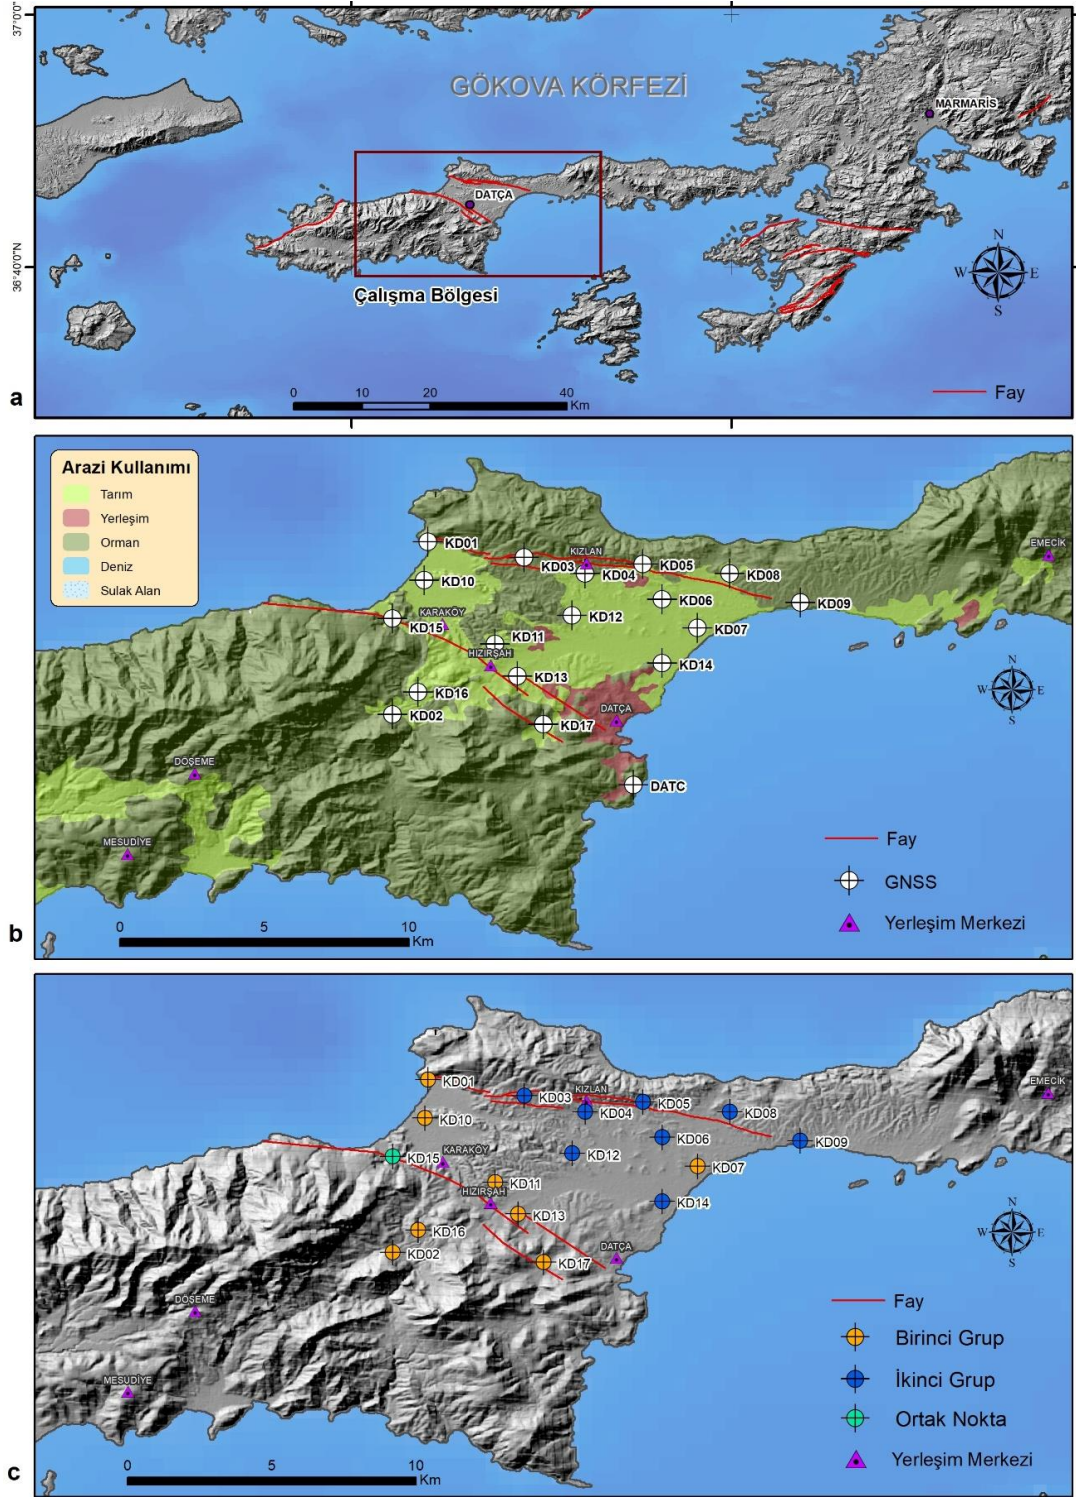 37°0'0"
GÖKOVA KÖRFEZİ
MARMARİS
DATÇA
36°40'0"N
Çalışma Bölgesi
N
W E
S
0 10 20 40
Km
Fay
a
Arazi Kullanımı
Tarım
Yerleşim
Orman
Deniz
Sulak Alan
KD01
KIZLAN
EMECİK
KD03
KD04
KD05
KD08
KD10
KD06
KD09
KARAKÖY
KD15
KD12
KD07
KD11
HIZIRŞAH
KD14
KD13
KD16
KD02
KD17
DATÇA
DÖŞEME
DATC
MESUDİYE
N
W E
S
Fay
GNSS
Yerleşim Merkezi
0 5 10
Km
b
KD01
KIZLAN
EMECİK
KD03
KD04
KD05
KD08
KD10
KD06
KD09
KARAKÖY
KD15
KD12
KD07
KD11
HIZIRŞAH
KD14
KD13
KD16
KD02
KD17
DATÇA
DÖŞEME
MESUDİYE
N
W E
S
Fay
Birinci Grup
İkinci Grup
Ortak Nokta
Yerleşim Merkezi
0 5 10
Km
c